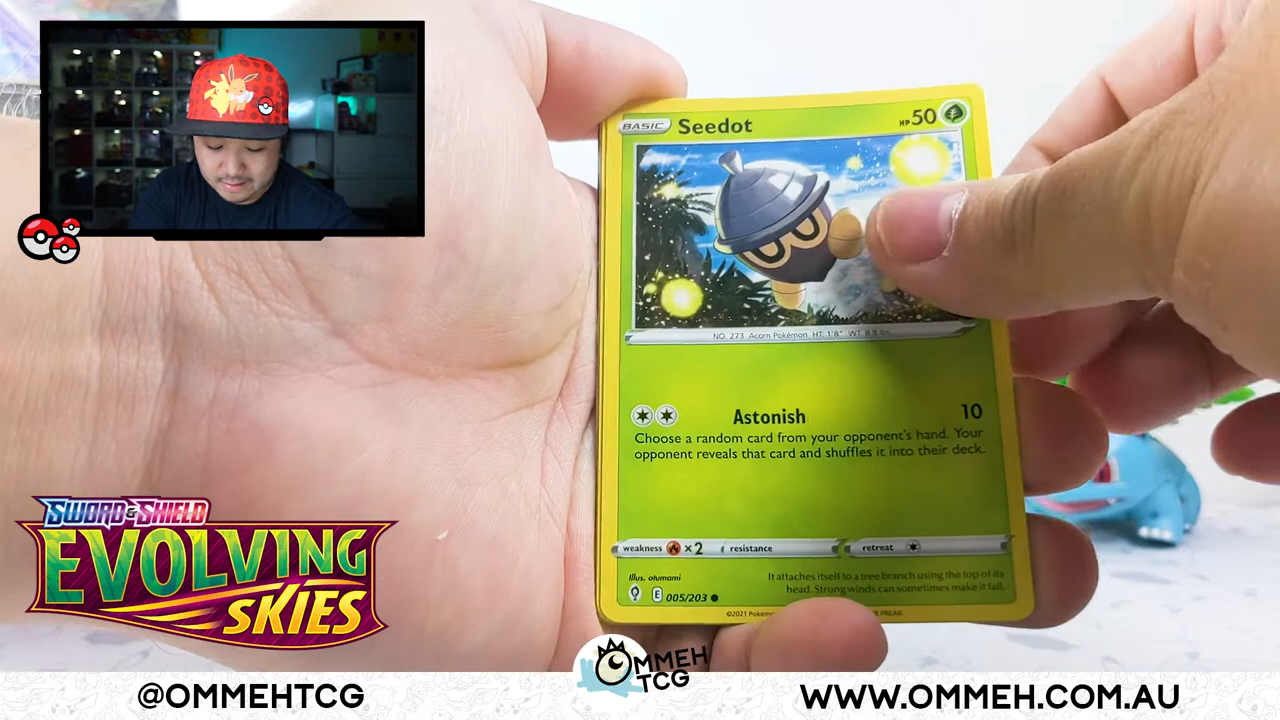 BASIC Seedot HP 50
NO. 273 Acorn Pokémon. HT: 1'8" WT: 8.8 lbs.
Astonish 10
Choose a random card from your opponent's hand. Your
opponent reveals that card and shuffles it into their deck.
weakness ×2 resistance retreat
Illus. otumami
It attaches itself to a tree branch using the top of its
head. Strong winds can sometimes make it fall.
E 005/203
©2021 Pokémon
FREAK
SWORD & SHIELD
EVOLVING
SKIES
OMMEH
TCG
@OMMEHTCG
WWW.OMMEH.COM.AU